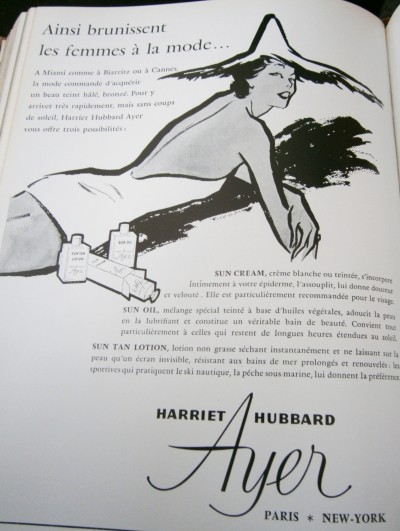 Ainsi brunissent
les femmes à la mode...
A Miami comme à Biarritz ou à Cannes,
la mode commande d'acquérir
un beau teint hâlé, bronzé. Pour y
arriver très rapidement, mais sans coups
de soleil, Harriet Hubbard Ayer
vous offre trois possibilités :
SUN OIL
SUN TAN
LOTION
Ayer
SUN CREAM, crème blanche ou teintée, s'incorpore
intimement à votre épiderme, l'assouplit, lui donne douceur
et velouté. Elle est particulièrement recommandée pour le visage.
SUN OIL, mélange spécial teinté à base d'huiles végétales, adoucit la peau
en la lubrifiant et constitue un véritable bain de beauté. Convient tout
particulièrement à celles qui restent de longues heures étendues au soleil.
SUN TAN LOTION, lotion non grasse séchant instantanément et ne laissant sur la
peau qu'un écran invisible, résistant aux bains de mer prolongés et renouvelés : les
sportives qui pratiquent le ski nautique, la pêche sous-marine, lui donnent la préférence
HARRIET HUBBARD
Ayer
PARIS * NEW-YORK